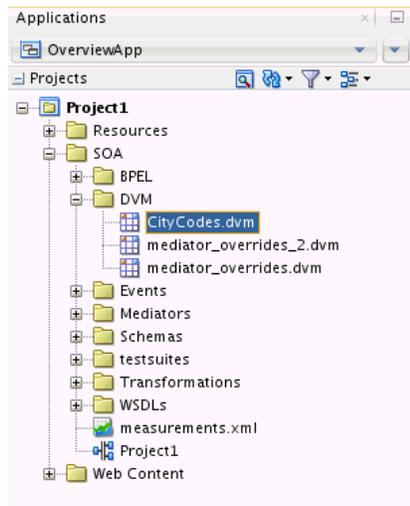 Applications
OverviewApp
Projects
Project1
Resources
SOA
BPEL
DVM
CityCodes.dvm
mediator_overrides_2.dvm
mediator_overrides.dvm
Events
Mediators
Schemas
testsuites
Transformations
WSDLs
measurements.xml
Project1
Web Content